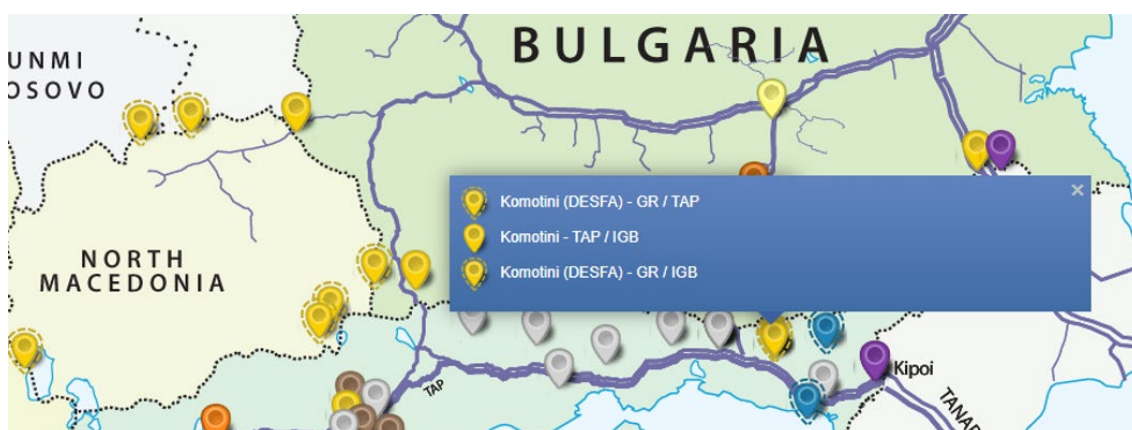 BULGARIA
UNMI
OSOVO
Komotini (DESFA) - GR / TAP
Komotini - TAP / IGB
Komotini (DESFA) - GR / IGB
×
NORTH
MACEDONIA
TAP
Kipoi
TANAP